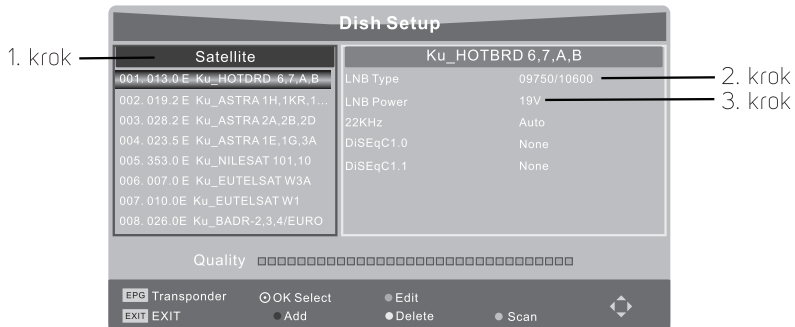 Dish Setup
1. krok
Satellite
001. 013.0 E Ku_HOTDRD 6,7,A,B
002. 019.2 E Ku_ASTRA 1H,1KR,1...
003. 028.2 E Ku_ASTRA 2A,2B,2D
004. 023.5 E Ku_ASTRA 1E,1G,3A
005. 353.0 E Ku_NILESAT 101,10
006. 007.0 E Ku_EUTELSAT W3A
007. 010.0E Ku_EUTELSAT W1
008. 026.0E Ku_BADR-2,3,4/EURO
Ku_HOTBRD 6,7,A,B
LNB Type 09750/10600
2. krok
LNB Power 19V
3. krok
22KHz Auto
DiSEqC1.0 None
DiSEqC1.1 None
Quality
EPG Transponder OK Select Edit
EXIT EXIT Add Delete Scan